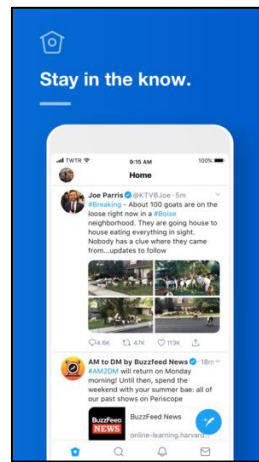 Stay in the know.
TWTR
9:15 AM
100%
Home
Joe Parris @KTVBJoe · 5m
#Breaking - About 100 goats are on the
loose right now in a #Boise
neighborhood. They are going house to
house eating everything in sight.
Nobody has a clue where they came
from...updates to follow
4.6K 47K 113K
AM to DM by Buzzfeed News · 18m
#AM2DM will return on Monday
morning! Until then, spend the
weekend with your summer bae: all of
our past shows on Periscope
BuzzFeed
NEWS
BuzzFeed News
online-learning.harvard...